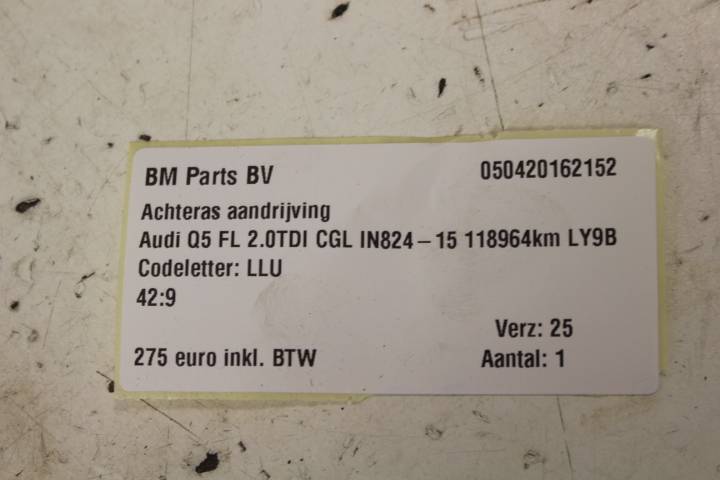 BM Parts BV 050420162152
Achteras aandrijving
Audi Q5 FL 2.0TDI CGL IN824-15 118964km LY9B
Codeletter: LLU
42:9
Verz: 25
275 euro inkl. BTW Aantal: 1